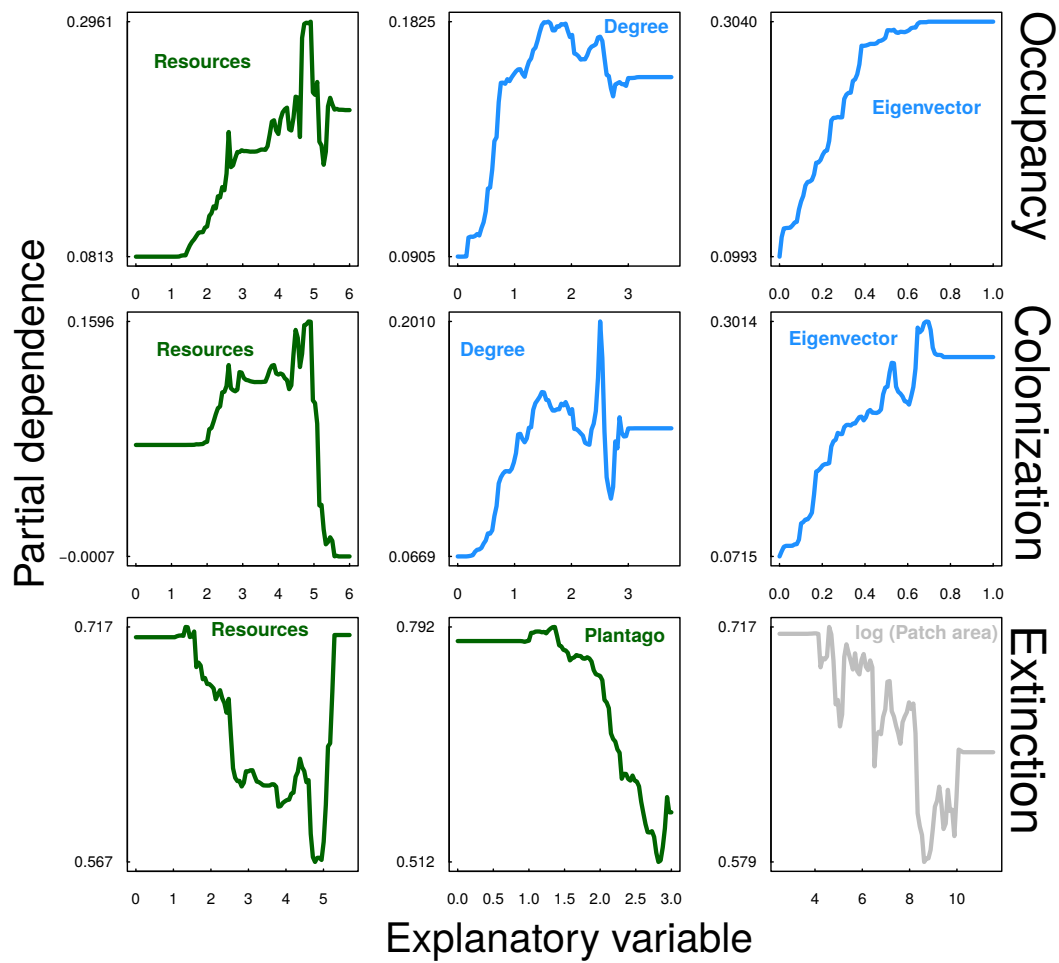 0.2961
Resources
0.0813
0 1 2 3 4 5 6
0.1825
Degree
0.0905
0 1 2 3
0.3040
Eigenvector
0.0993
0.0 0.2 0.4 0.6 0.8 1.0
Occupancy
0.1596
Resources
−0.0007
0 1 2 3 4 5 6
0.2010
Degree
0.0669
0 1 2 3
0.3014
Eigenvector
0.0715
0.0 0.2 0.4 0.6 0.8 1.0
Colonization
0.717
Resources
0.567
0 1 2 3 4 5
0.792
Plantago
0.512
0.0 0.5 1.0 1.5 2.0 2.5 3.0
0.717
log (Patch area)
0.579
4 6 8 10
Extinction
Partial dependence
Explanatory variable